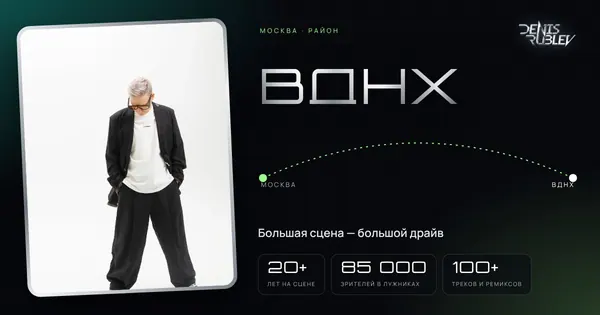 МОСКВА · РАЙОН
DENIS
RUBLEV
ВДНХ
МОСКВА
ВДНХ
Большая сцена — большой драйв
20+
ЛЕТ НА СЦЕНЕ
85 000
ЗРИТЕЛЕЙ В ЛУЖНИКАХ
100+
ТРЕКОВ И РЕМИКСОВ